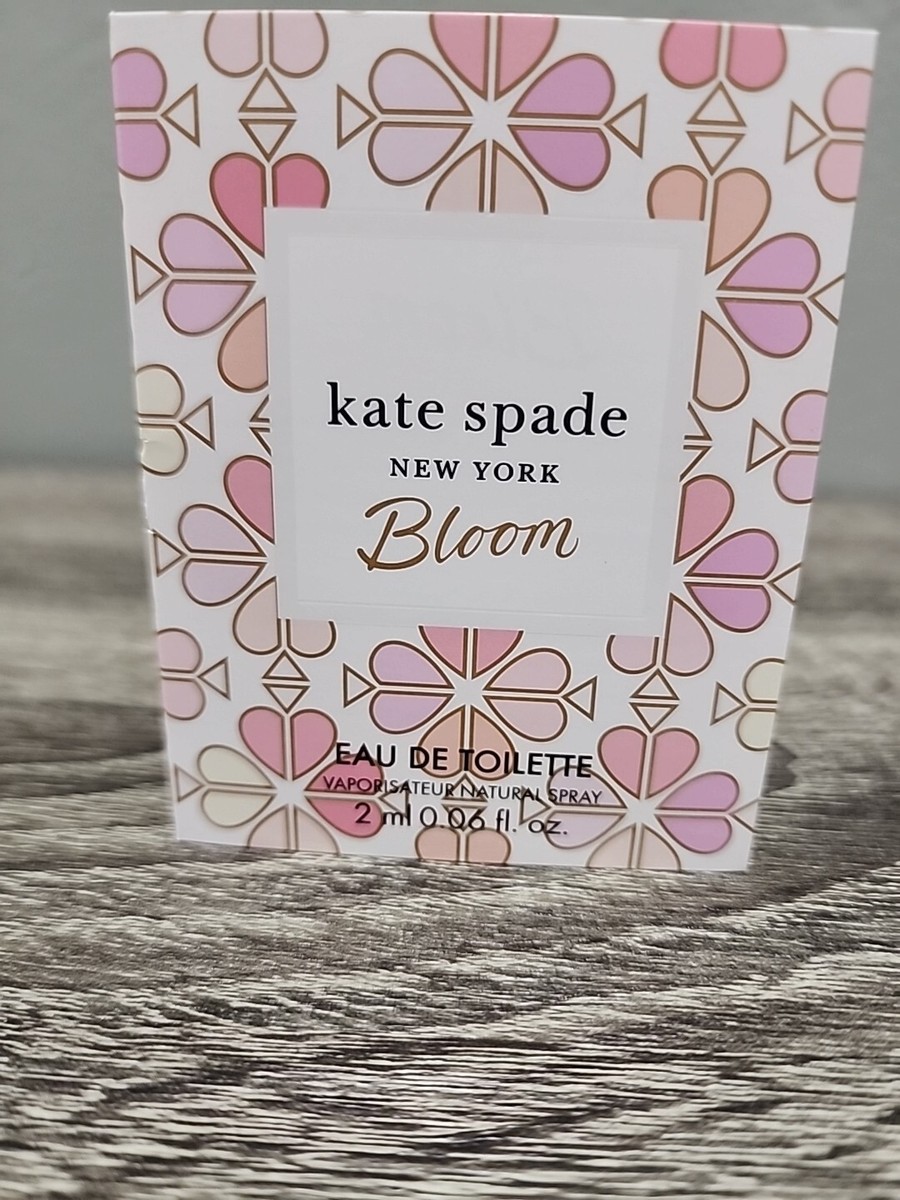 kate spade
NEW YORK
Bloom
EAU DE TOILETTE
VAPORISATEUR NATURAL SPRAY
2 ml 0.06 fl. oz.